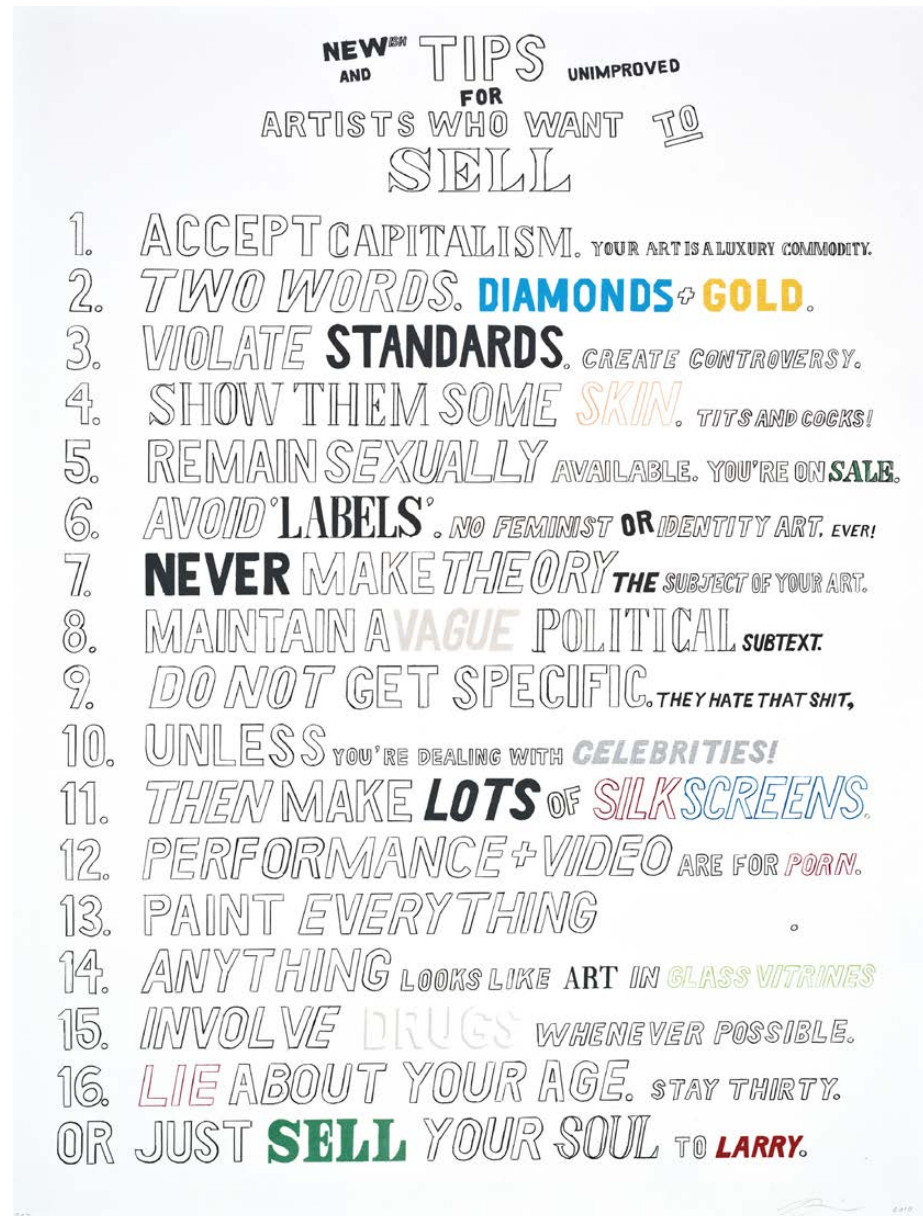 NEWISH TIPS
AND UNIMPROVED
FOR
ARTISTS WHO WANT TO
SELL
1. ACCEPT CAPITALISM. YOUR ART IS A LUXURY COMMODITY.
2. TWO WORDS. DIAMONDS + GOLD.
3. VIOLATE STANDARDS. CREATE CONTROVERSY.
4. SHOW THEM SOME SKIN. TITS AND COCKS!
5. REMAIN SEXUALLY AVAILABLE. YOU'RE ON SALE.
6. AVOID 'LABELS'. NO FEMINIST OR IDENTITY ART, EVER!
7. NEVER MAKE THEORY THE SUBJECT OF YOUR ART.
8. MAINTAIN A VAGUE POLITICAL SUBTEXT.
9. DO NOT GET SPECIFIC. THEY HATE THAT SHIT,
10. UNLESS YOU'RE DEALING WITH CELEBRITIES!
11. THEN MAKE LOTS OF SILKSCREENS.
12. PERFORMANCE + VIDEO ARE FOR PORN.
13. PAINT EVERYTHING .
14. ANYTHING LOOKS LIKE ART IN GLASS VITRINES
15. INVOLVE DRUGS WHENEVER POSSIBLE.
16. LIE ABOUT YOUR AGE. STAY THIRTY.
OR JUST SELL YOUR SOUL TO LARRY.
2010